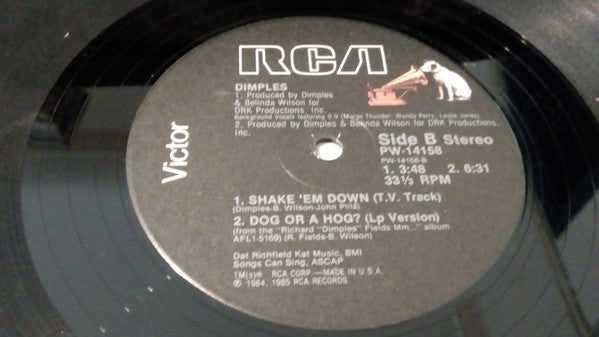 RCA
Victor
DIMPLES
1. Produced by Dimples
& Belinda Wilson for
DRK Productions, Inc.
Background Vocals featuring 9.9 (Margo Thunder, Wanda Perry, Leslie Jones)
2. Produced by Dimples & Belinda Wilson for DRK Productions,
Inc.
Side B Stereo
PW-14158
PW-14158-B
1. 3:48 2. 6:31
33⅓ RPM
1. SHAKE 'EM DOWN (T.V. Track)
(Dimples-B. Wilson-John Pilla)
2. DOG OR A HOG? (Lp Version)
(from the "Richard "Dimples" Fields Mm..." album
AFL1-5169) (R. Fields-B. Wilson)
Dat Richfield Kat Music, BMI
Songs Can Sing, ASCAP
TM(s)® RCA CORP.—MADE IN U.S.A.
℗ 1984, 1985 RCA RECORDS